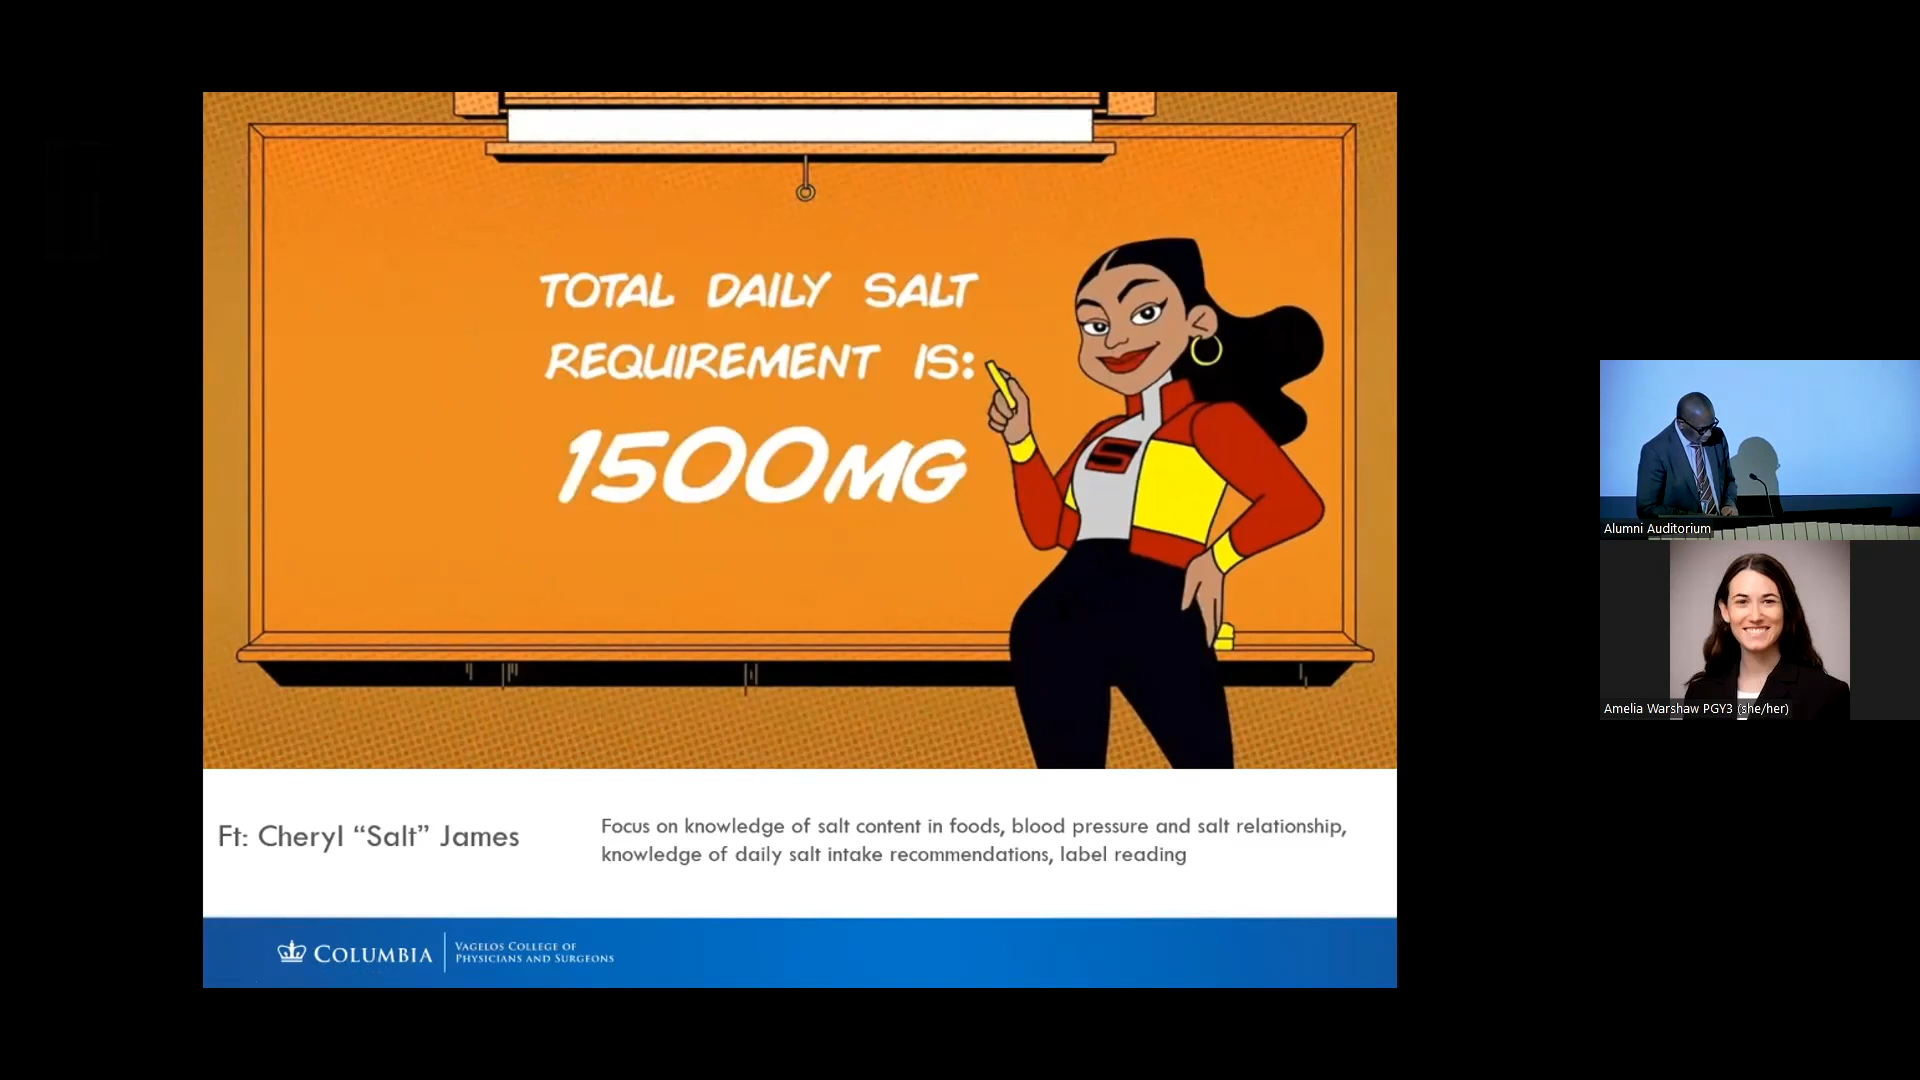 TOTAL DAILY SALT
REQUIREMENT IS:
1500MG
S
Ft: Cheryl “Salt” James
Focus on knowledge of salt content in foods, blood pressure and salt relationship,
knowledge of daily salt intake recommendations, label reading
COLUMBIA
VAGELOS COLLEGE OF
PHYSICIANS AND SURGEONS
Alumni Auditorium
Amelia Warshaw PGY3 (she/her)